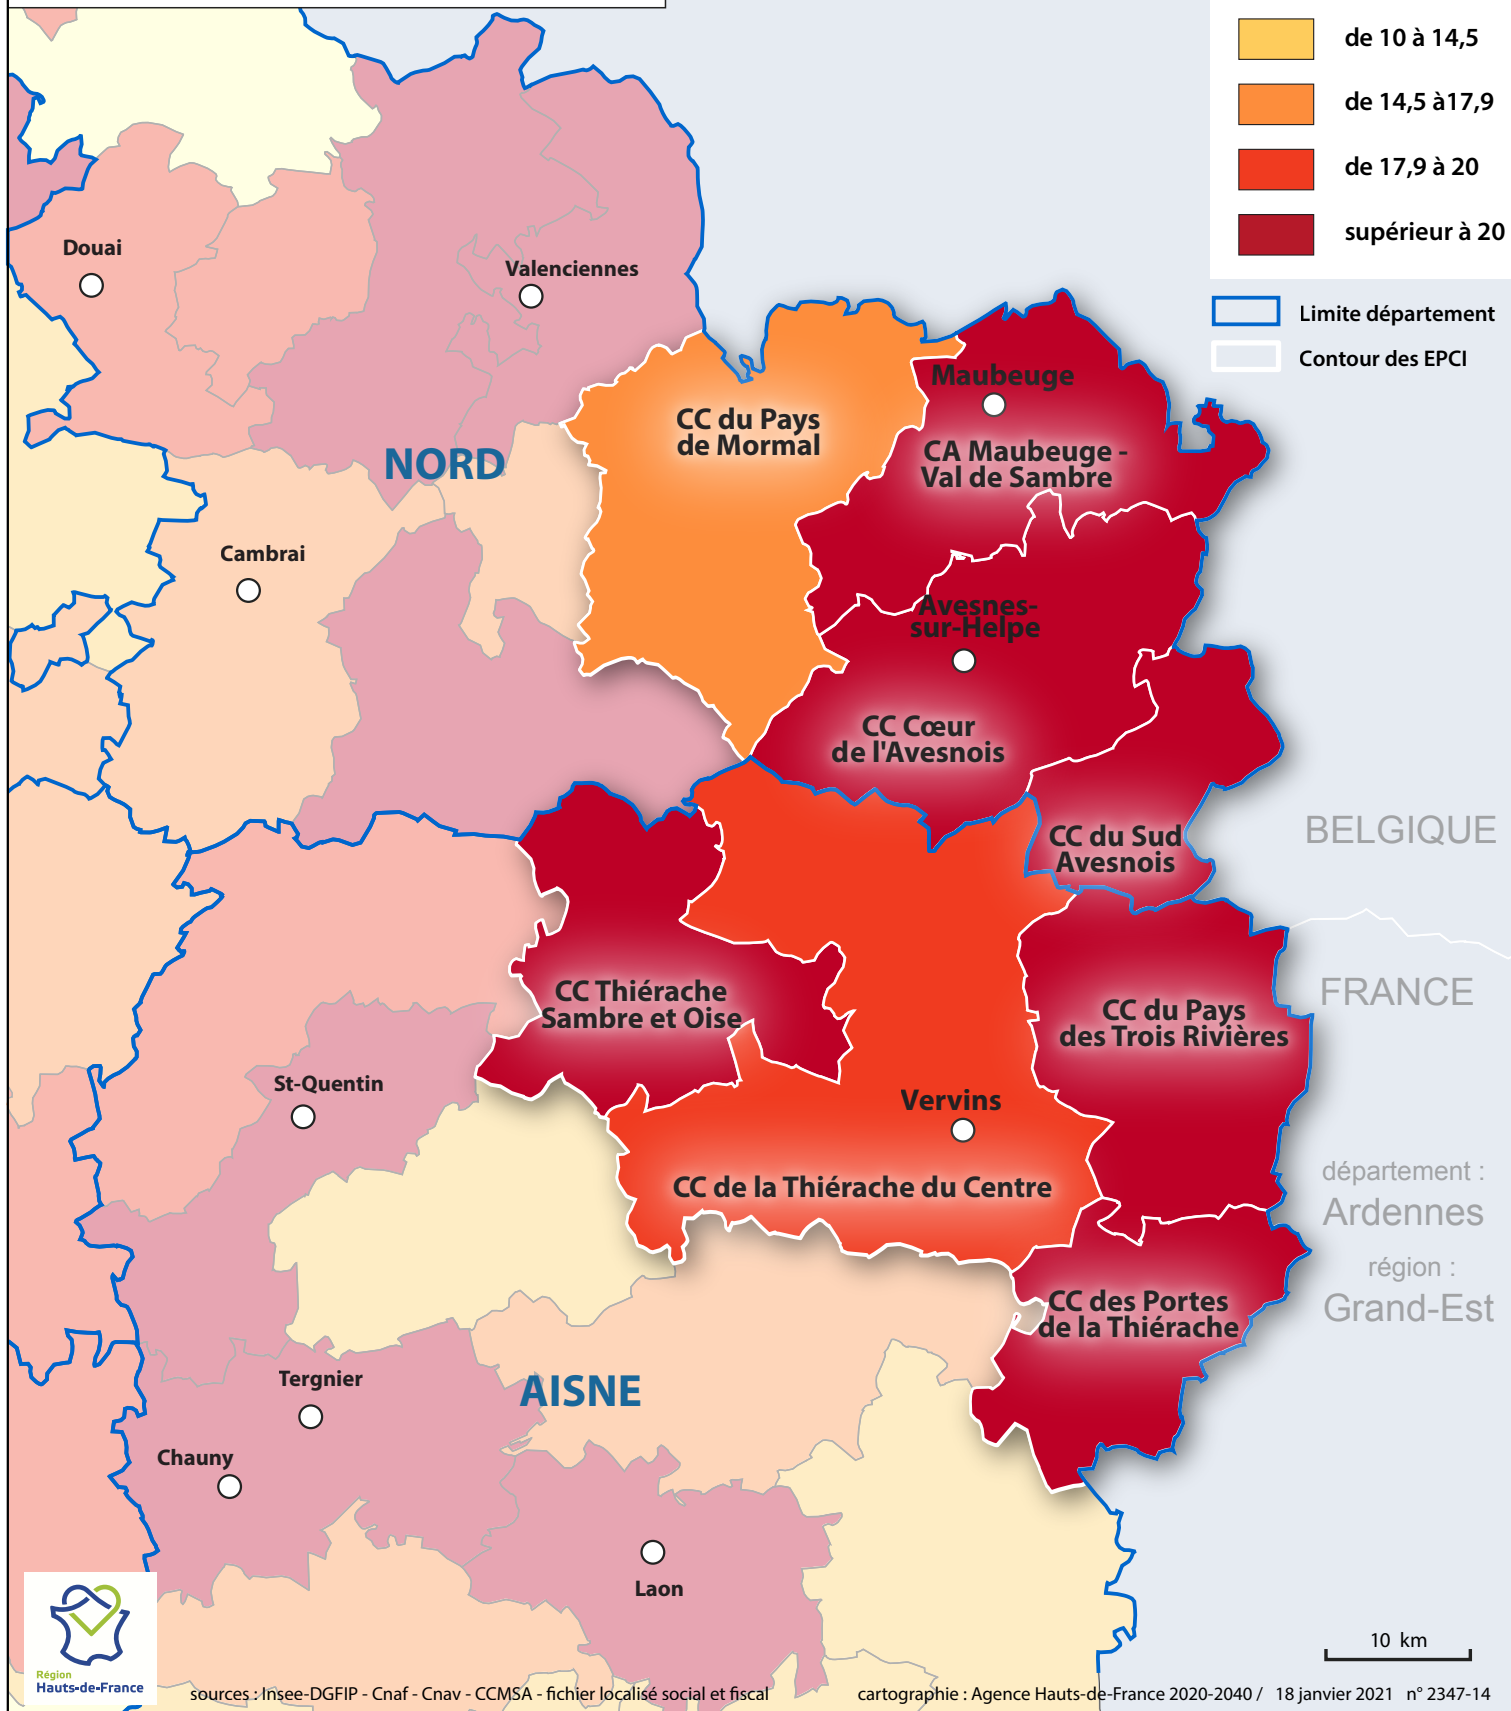 de 10 à 14,5
de 14,5 à17,9
de 17,9 à 20
supérieur à 20
Limite département
Contour des EPCI
Douai
Valenciennes
Maubeuge
CC du Pays
de Mormal
CA Maubeuge -
Val de Sambre
NORD
Cambrai
Avesnes-
sur-Helpe
CC Cœur
de l'Avesnois
CC du Sud
Avesnois
BELGIQUE
FRANCE
CC Thiérache
Sambre et Oise
CC du Pays
des Trois Rivières
St-Quentin
Vervins
CC de la Thiérache du Centre
département :
Ardennes
région :
Grand-Est
CC des Portes
de la Thiérache
Tergnier
AISNE
Chauny
Laon
10 km
Région
Hauts-de-France
sources : Insee-DGFIP - Cnaf - Cnav - CCMSA - fichier localisé social et fiscal
cartographie : Agence Hauts-de-France 2020-2040 / 18 janvier 2021 n° 2347-14